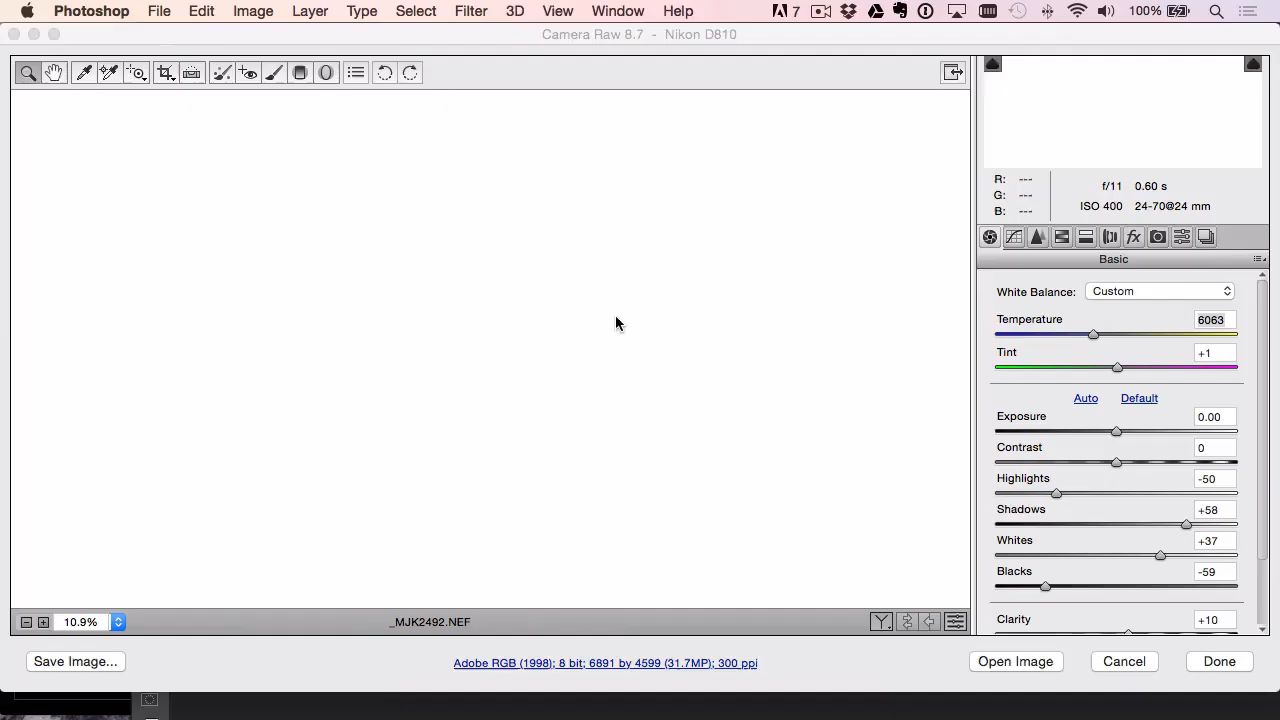 Photoshop File Edit Image Layer Type Select Filter 3D View Window Help 7 100%
Camera Raw 8.7 - Nikon D810
R: ---
G: ---
B: ---
f/11 0.60 s
ISO 400 24-70@24 mm
fx
Basic
White Balance: Custom
Temperature 6063
Tint +1
Auto Default
Exposure 0.00
Contrast 0
Highlights -50
Shadows +58
Whites +37
Blacks -59
Clarity +10
10.9% _MJK2492.NEF Y
Save Image... Adobe RGB (1998); 8 bit; 6891 by 4599 (31.7MP); 300 ppi Open Image Cancel Done